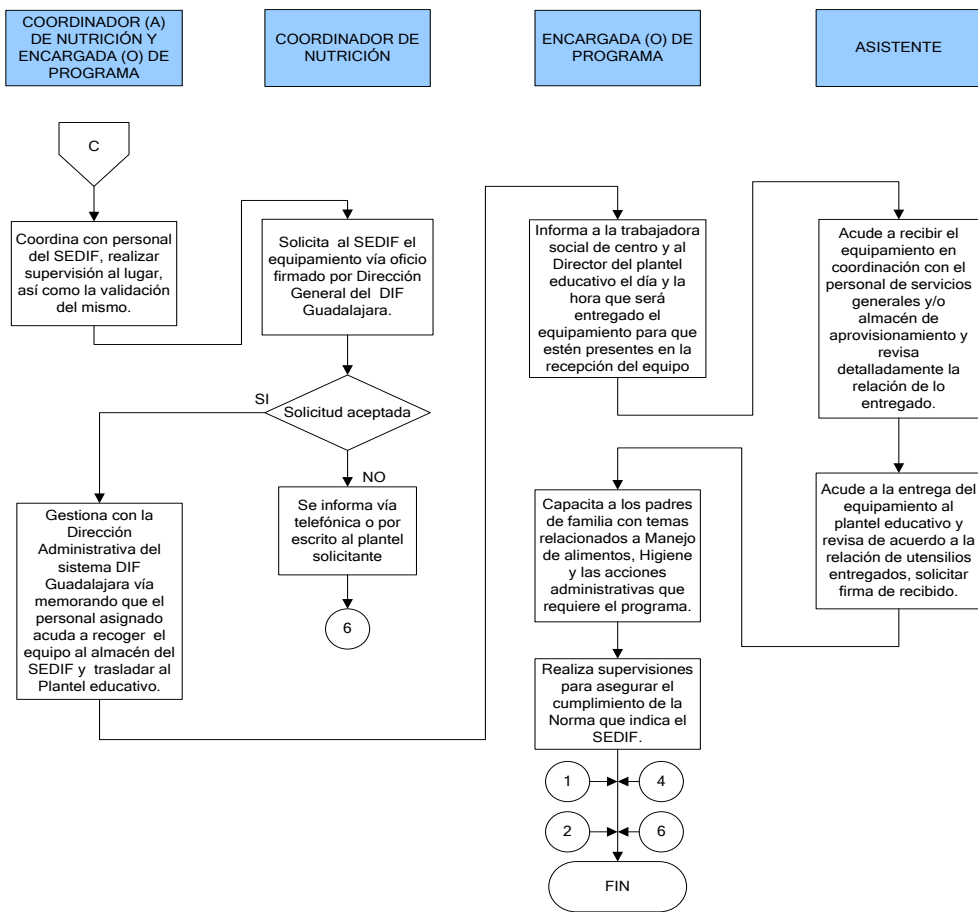 COORDINADOR (A)
DE NUTRICIÓN Y
ENCARGADA (O) DE
PROGRAMA
COORDINADOR DE
NUTRICIÓN
ENCARGADA (O) DE
PROGRAMA
ASISTENTE
C
Coordina con personal
del SEDIF, realizar
supervisión al lugar,
así como la validación
del mismo.
Solicita al SEDIF el
equipamiento vía oficio
firmado por Dirección
General del DIF
Guadalajara.
Solicitud aceptada
SI
NO
Se informa vía
telefónica o por
escrito al plantel
solicitante
6
Gestiona con la
Dirección
Administrativa del
sistema DIF
Guadalajara vía
memorando que el
personal asignado
acuda a recoger el
equipo al almacén del
SEDIF y trasladar al
Plantel educativo.
Informa a la trabajadora
social de centro y al
Director del plantel
educativo el día y la
hora que será
entregado el
equipamiento para que
estén presentes en la
recepción del equipo
Acude a recibir el
equipamiento en
coordinación con el
personal de servicios
generales y/o
almacén de
aprovisionamiento y
revisa
detalladamente la
relación de lo
entregado.
Acude a la entrega del
equipamiento al
plantel educativo y
revisa de acuerdo a la
relación de utensilios
entregados, solicitar
firma de recibido.
Capacita a los padres
de familia con temas
relacionados a Manejo
de alimentos, Higiene
y las acciones
administrativas que
requiere el programa.
Realiza supervisiones
para asegurar el
cumplimiento de la
Norma que indica el
SEDIF.
1
4
2
6
FIN